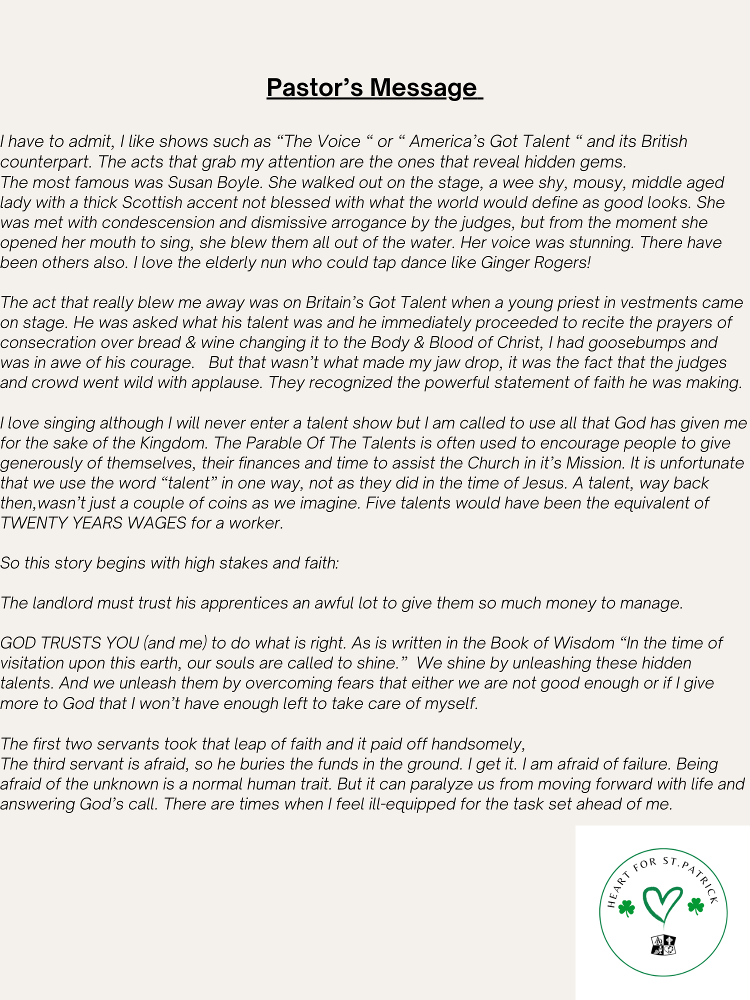 Pastor’s Message
I have to admit, I like shows such as “The Voice “ or “ America’s Got Talent “ and its British
counterpart. The acts that grab my attention are the ones that reveal hidden gems.
The most famous was Susan Boyle. She walked out on the stage, a wee shy, mousy, middle aged
lady with a thick Scottish accent not blessed with what the world would define as good looks. She
was met with condescension and dismissive arrogance by the judges, but from the moment she
opened her mouth to sing, she blew them all out of the water. Her voice was stunning. There have
been others also. I love the elderly nun who could tap dance like Ginger Rogers!
The act that really blew me away was on Britain’s Got Talent when a young priest in vestments came
on stage. He was asked what his talent was and he immediately proceeded to recite the prayers of
consecration over bread & wine changing it to the Body & Blood of Christ, I had goosebumps and
was in awe of his courage.   But that wasn’t what made my jaw drop, it was the fact that the judges
and crowd went wild with applause. They recognized the powerful statement of faith he was making.
I love singing although I will never enter a talent show but I am called to use all that God has given me
for the sake of the Kingdom. The Parable Of The Talents is often used to encourage people to give
generously of themselves, their finances and time to assist the Church in it’s Mission. It is unfortunate
that we use the word “talent” in one way, not as they did in the time of Jesus. A talent, way back
then,wasn’t just a couple of coins as we imagine. Five talents would have been the equivalent of
TWENTY YEARS WAGES for a worker.
So this story begins with high stakes and faith:
The landlord must trust his apprentices an awful lot to give them so much money to manage.
GOD TRUSTS YOU (and me) to do what is right. As is written in the Book of Wisdom “In the time of
visitation upon this earth, our souls are called to shine.”  We shine by unleashing these hidden
talents. And we unleash them by overcoming fears that either we are not good enough or if I give
more to God that I won’t have enough left to take care of myself.
The first two servants took that leap of faith and it paid off handsomely,
The third servant is afraid, so he buries the funds in the ground. I get it. I am afraid of failure. Being
afraid of the unknown is a normal human trait. But it can paralyze us from moving forward with life and
answering God’s call. There are times when I feel ill-equipped for the task set ahead of me.
HEART FOR ST.PATRICK
ΑΩ